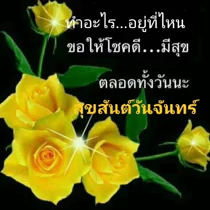 ทำอะไร...อยู่ที่ไหน
ขอให้โชคดี...มีสุข
ตลอดทั้งวันนะ
สุขสันต์วันจันทร์